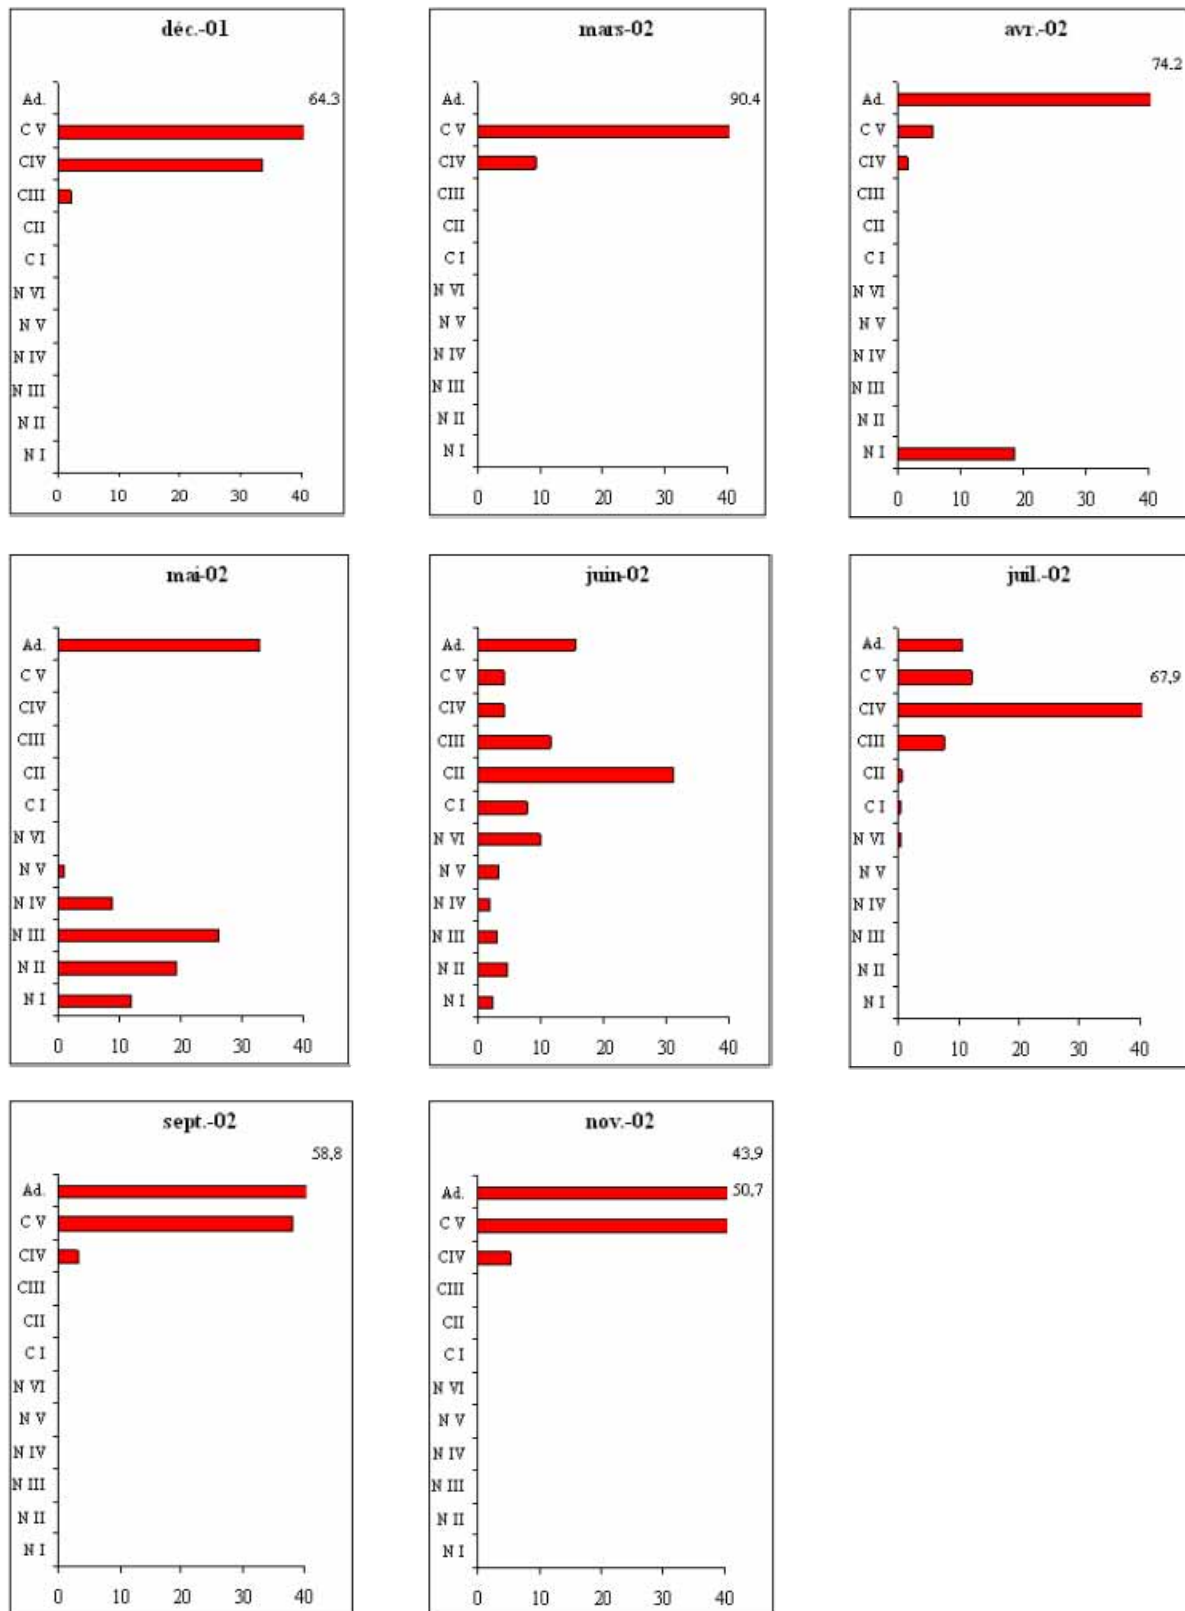 déc.-01
64.3
Ad.
C V
CIV
CIII
CII
C I
N VI
N V
N IV
N III
N II
N I
0 10 20 30 40
mars-02
90.4
Ad.
C V
CIV
CIII
CII
C I
N VI
N V
N IV
N III
N II
N I
0 10 20 30 40
avr.-02
74.2
Ad.
C V
CIV
CIII
CII
C I
N VI
N V
N IV
N III
N II
N I
0 10 20 30 40
mai-02
Ad.
C V
CIV
CIII
CII
C I
N VI
N V
N IV
N III
N II
N I
0 10 20 30 40
juin-02
Ad.
C V
CIV
CIII
CII
C I
N VI
N V
N IV
N III
N II
N I
0 10 20 30 40
juil.-02
Ad.
C V
67,9
CIV
CIII
CII
C I
N VI
N V
N IV
N III
N II
N I
0 10 20 30 40
sept.-02
58,8
Ad.
C V
CIV
CIII
CII
C I
N VI
N V
N IV
N III
N II
N I
0 10 20 30 40
nov.-02
43,9
Ad. 50,7
C V
CIV
CIII
CII
C I
N VI
N V
N IV
N III
N II
N I
0 10 20 30 40